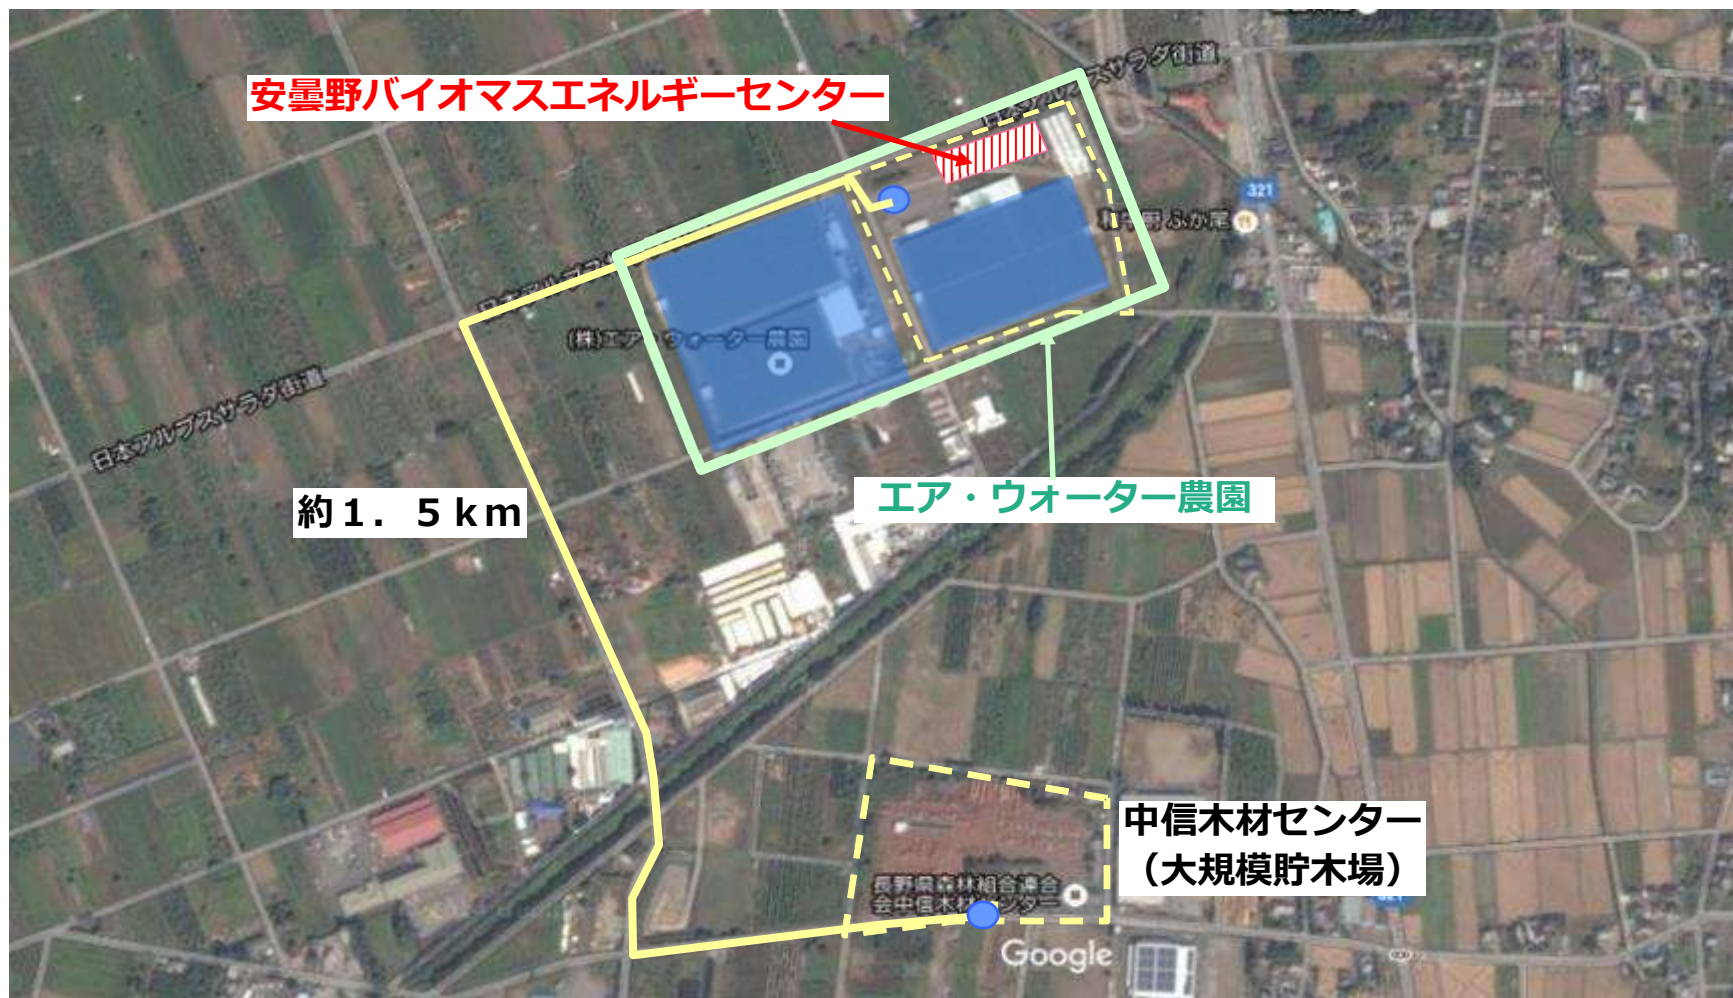 日本アルプスサラダ街道
安曇野バイオマスエネルギーセンター
321
(株)エア・ウォーター農園
日本アルプスサラダ街道
約１．５ｋｍ
エア・ウォーター農園
中信木材センター
（大規模貯木場）
長野県森林組合連合
会中信木材センター
321
Google